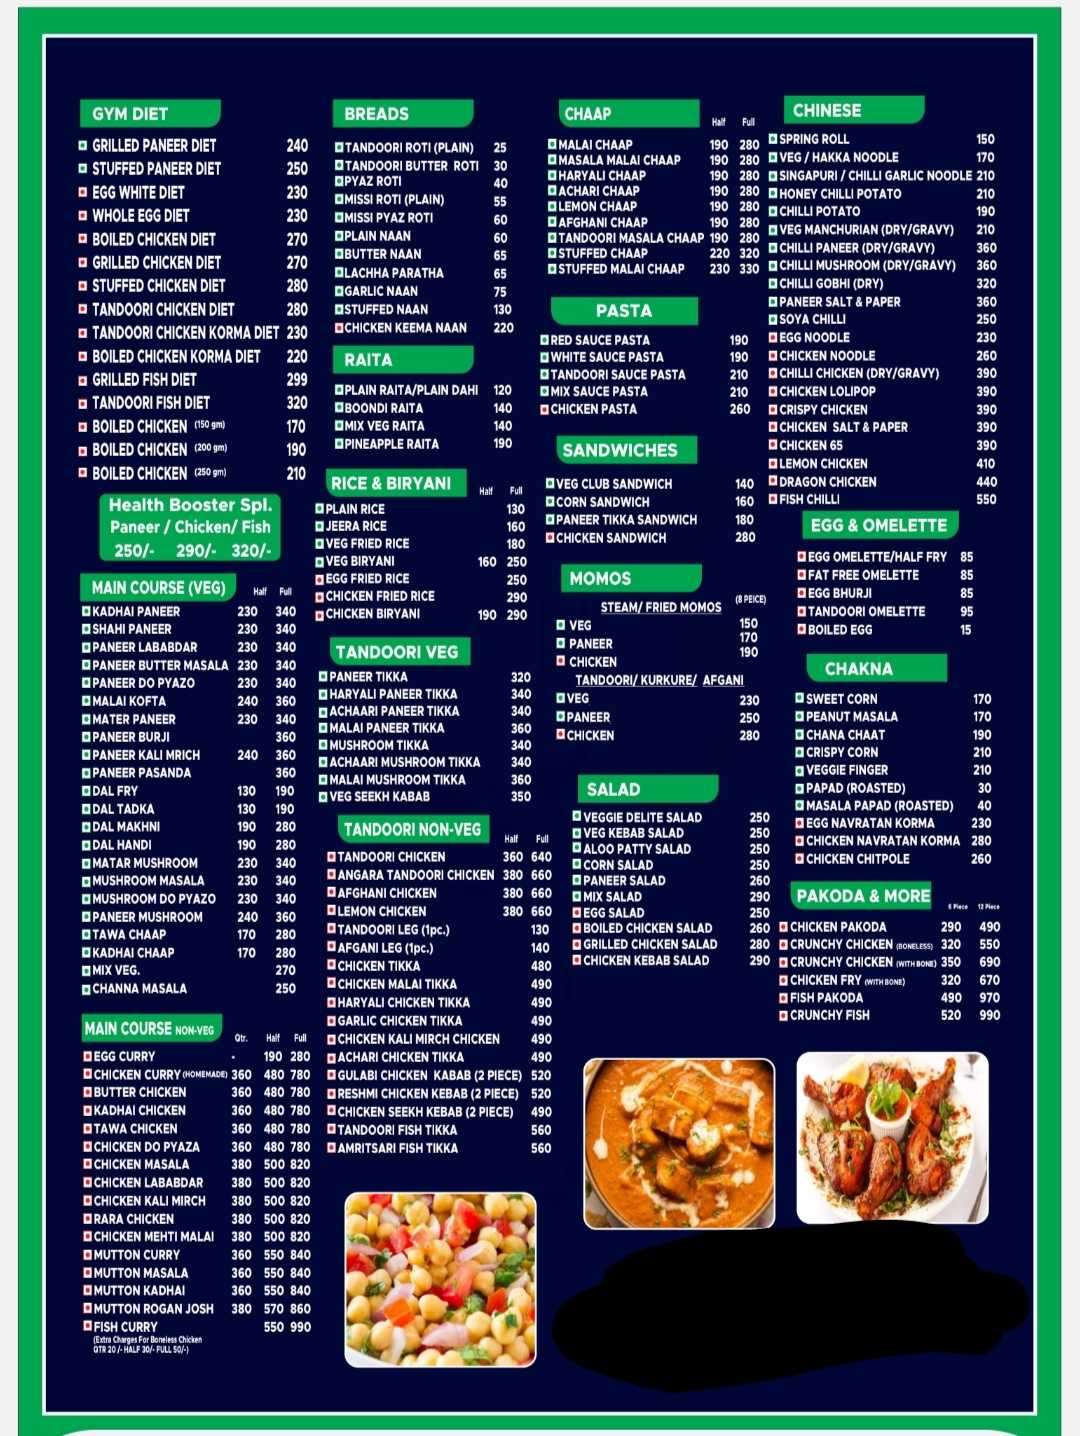 GYM DIET
GRILLED PANEER DIET 240
STUFFED PANEER DIET 250
EGG WHITE DIET 230
WHOLE EGG DIET 230
BOILED CHICKEN DIET 270
GRILLED CHICKEN DIET 270
STUFFED CHICKEN DIET 280
TANDOORI CHICKEN DIET 280
TANDOORI CHICKEN KORMA DIET 230
BOILED CHICKEN KORMA DIET 220
GRILLED FISH DIET 299
TANDOORI FISH DIET 320
BOILED CHICKEN (150 gm) 170
BOILED CHICKEN (200 gm) 190
BOILED CHICKEN (250 gm) 210
Health Booster Spl.
Paneer / Chicken/ Fish
250/- 290/- 320/-
MAIN COURSE (VEG) Half Full
KADHAI PANEER 230 340
SHAHI PANEER 230 340
PANEER LABABDAR 230 340
PANEER BUTTER MASALA 230 340
PANEER DO PYAZO 230 340
MALAI KOFTA 240 360
MATER PANEER 230 340
PANEER BURJI 360
PANEER KALI MRICH 240 360
PANEER PASANDA 360
DAL FRY 130 190
DAL TADKA 130 190
DAL MAKHNI 190 280
DAL HANDI 190 280
MATAR MUSHROOM 230 340
MUSHROOM MASALA 230 340
MUSHROOM DO PYAZO 230 340
PANEER MUSHROOM 240 360
TAWA CHAAP 170 280
KADHAI CHAAP 170 280
MIX VEG. 270
CHANNA MASALA 250
MAIN COURSE NON-VEG Qtr. Half Full
EGG CURRY - 190 280
CHICKEN CURRY (HOMEMADE) 360 480 780
BUTTER CHICKEN 360 480 780
KADHAI CHICKEN 360 480 780
TAWA CHICKEN 360 480 780
CHICKEN DO PYAZA 360 480 780
CHICKEN MASALA 380 500 820
CHICKEN LABABDAR 380 500 820
CHICKEN KALI MIRCH 380 500 820
RARA CHICKEN 380 500 820
CHICKEN MEHTI MALAI 380 500 820
MUTTON CURRY 360 550 840
MUTTON MASALA 360 550 840
MUTTON KADHAI 360 550 840
MUTTON ROGAN JOSH 380 570 860
FISH CURRY 550 990
(Extra Charges For Boneless Chicken
QTR 20 /- HALF 30/- FULL 50/-)
BREADS
TANDOORI ROTI (PLAIN) 25
TANDOORI BUTTER ROTI 30
PYAZ ROTI 40
MISSI ROTI (PLAIN) 55
MISSI PYAZ ROTI 60
PLAIN NAAN 60
BUTTER NAAN 65
LACHHA PARATHA 65
GARLIC NAAN 75
STUFFED NAAN 130
CHICKEN KEEMA NAAN 220
RAITA
PLAIN RAITA/PLAIN DAHI 120
BOONDI RAITA 140
MIX VEG RAITA 140
PINEAPPLE RAITA 190
RICE & BIRYANI Half Full
PLAIN RICE 130
JEERA RICE 160
VEG FRIED RICE 180
VEG BIRYANI 160 250
EGG FRIED RICE 250
CHICKEN FRIED RICE 290
CHICKEN BIRYANI 190 290
TANDOORI VEG
PANEER TIKKA 320
HARYALI PANEER TIKKA 340
ACHAARI PANEER TIKKA 340
MALAI PANEER TIKKA 360
MUSHROOM TIKKA 340
ACHAARI MUSHROOM TIKKA 340
MALAI MUSHROOM TIKKA 360
VEG SEEKH KABAB 350
TANDOORI NON-VEG Half Full
TANDOORI CHICKEN 360 640
ANGARA TANDOORI CHICKEN 380 660
AFGHANI CHICKEN 380 660
LEMON CHICKEN 380 660
TANDOORI LEG (1pc.) 130
AFGANI LEG (1pc.) 140
CHICKEN TIKKA 480
CHICKEN MALAI TIKKA 490
HARYALI CHICKEN TIKKA 490
GARLIC CHICKEN TIKKA 490
CHICKEN KALI MIRCH CHICKEN 490
ACHARI CHICKEN TIKKA 490
GULABI CHICKEN KABAB (2 PIECE) 520
RESHMI CHICKEN KEBAB (2 PIECE) 520
CHICKEN SEEKH KEBAB (2 PIECE) 490
TANDOORI FISH TIKKA 560
AMRITSARI FISH TIKKA 560
CHAAP Half Full
MALAI CHAAP 190 280
MASALA MALAI CHAAP 190 280
HARYALI CHAAP 190 280
ACHARI CHAAP 190 280
LEMON CHAAP 190 280
AFGHANI CHAAP 190 280
TANDOORI MASALA CHAAP 190 280
STUFFED CHAAP 220 320
STUFFED MALAI CHAAP 230 330
PASTA
RED SAUCE PASTA 190
WHITE SAUCE PASTA 190
TANDOORI SAUCE PASTA 210
MIX SAUCE PASTA 210
CHICKEN PASTA 260
SANDWICHES
VEG CLUB SANDWICH 140
CORN SANDWICH 160
PANEER TIKKA SANDWICH 180
CHICKEN SANDWICH 280
MOMOS
STEAM/ FRIED MOMOS (8 PEICE)
VEG 150
PANEER 170
CHICKEN 190
TANDOORI/ KURKURE/ AFGANI
VEG 230
PANEER 250
CHICKEN 280
SALAD
VEGGIE DELITE SALAD 250
VEG KEBAB SALAD 250
ALOO PATTY SALAD 250
CORN SALAD 250
PANEER SALAD 260
MIX SALAD 290
EGG SALAD 250
BOILED CHICKEN SALAD 260
GRILLED CHICKEN SALAD 280
CHICKEN KEBAB SALAD 290
CHINESE
SPRING ROLL 150
VEG / HAKKA NOODLE 170
SINGAPURI / CHILLI GARLIC NOODLE 210
HONEY CHILLI POTATO 210
CHILLI POTATO 190
VEG MANCHURIAN (DRY/GRAVY) 210
CHILLI PANEER (DRY/GRAVY) 360
CHILLI MUSHROOM (DRY/GRAVY) 360
CHILLI GOBHI (DRY) 320
PANEER SALT & PAPER 360
SOYA CHILLI 250
EGG NOODLE 230
CHICKEN NOODLE 260
CHILLI CHICKEN (DRY/GRAVY) 390
CHICKEN LOLIPOP 390
CRISPY CHICKEN 390
CHICKEN SALT & PAPER 390
CHICKEN 65 390
LEMON CHICKEN 410
DRAGON CHICKEN 440
FISH CHILLI 550
EGG & OMELETTE
EGG OMELETTE/HALF FRY 85
FAT FREE OMELETTE 85
EGG BHURJI 85
TANDOORI OMELETTE 95
BOILED EGG 15
CHAKNA
SWEET CORN 170
PEANUT MASALA 170
CHANA CHAAT 190
CRISPY CORN 210
VEGGIE FINGER 210
PAPAD (ROASTED) 30
MASALA PAPAD (ROASTED) 40
EGG NAVRATAN KORMA 230
CHICKEN NAVRATAN KORMA 280
CHICKEN CHITPOLE 260
PAKODA & MORE 6 Piece 12 Piece
CHICKEN PAKODA 290 490
CRUNCHY CHICKEN (BONELESS) 320 550
CRUNCHY CHICKEN (WITH BONE) 350 690
CHICKEN FRY (WITH BONE) 320 670
FISH PAKODA 490 970
CRUNCHY FISH 520 990